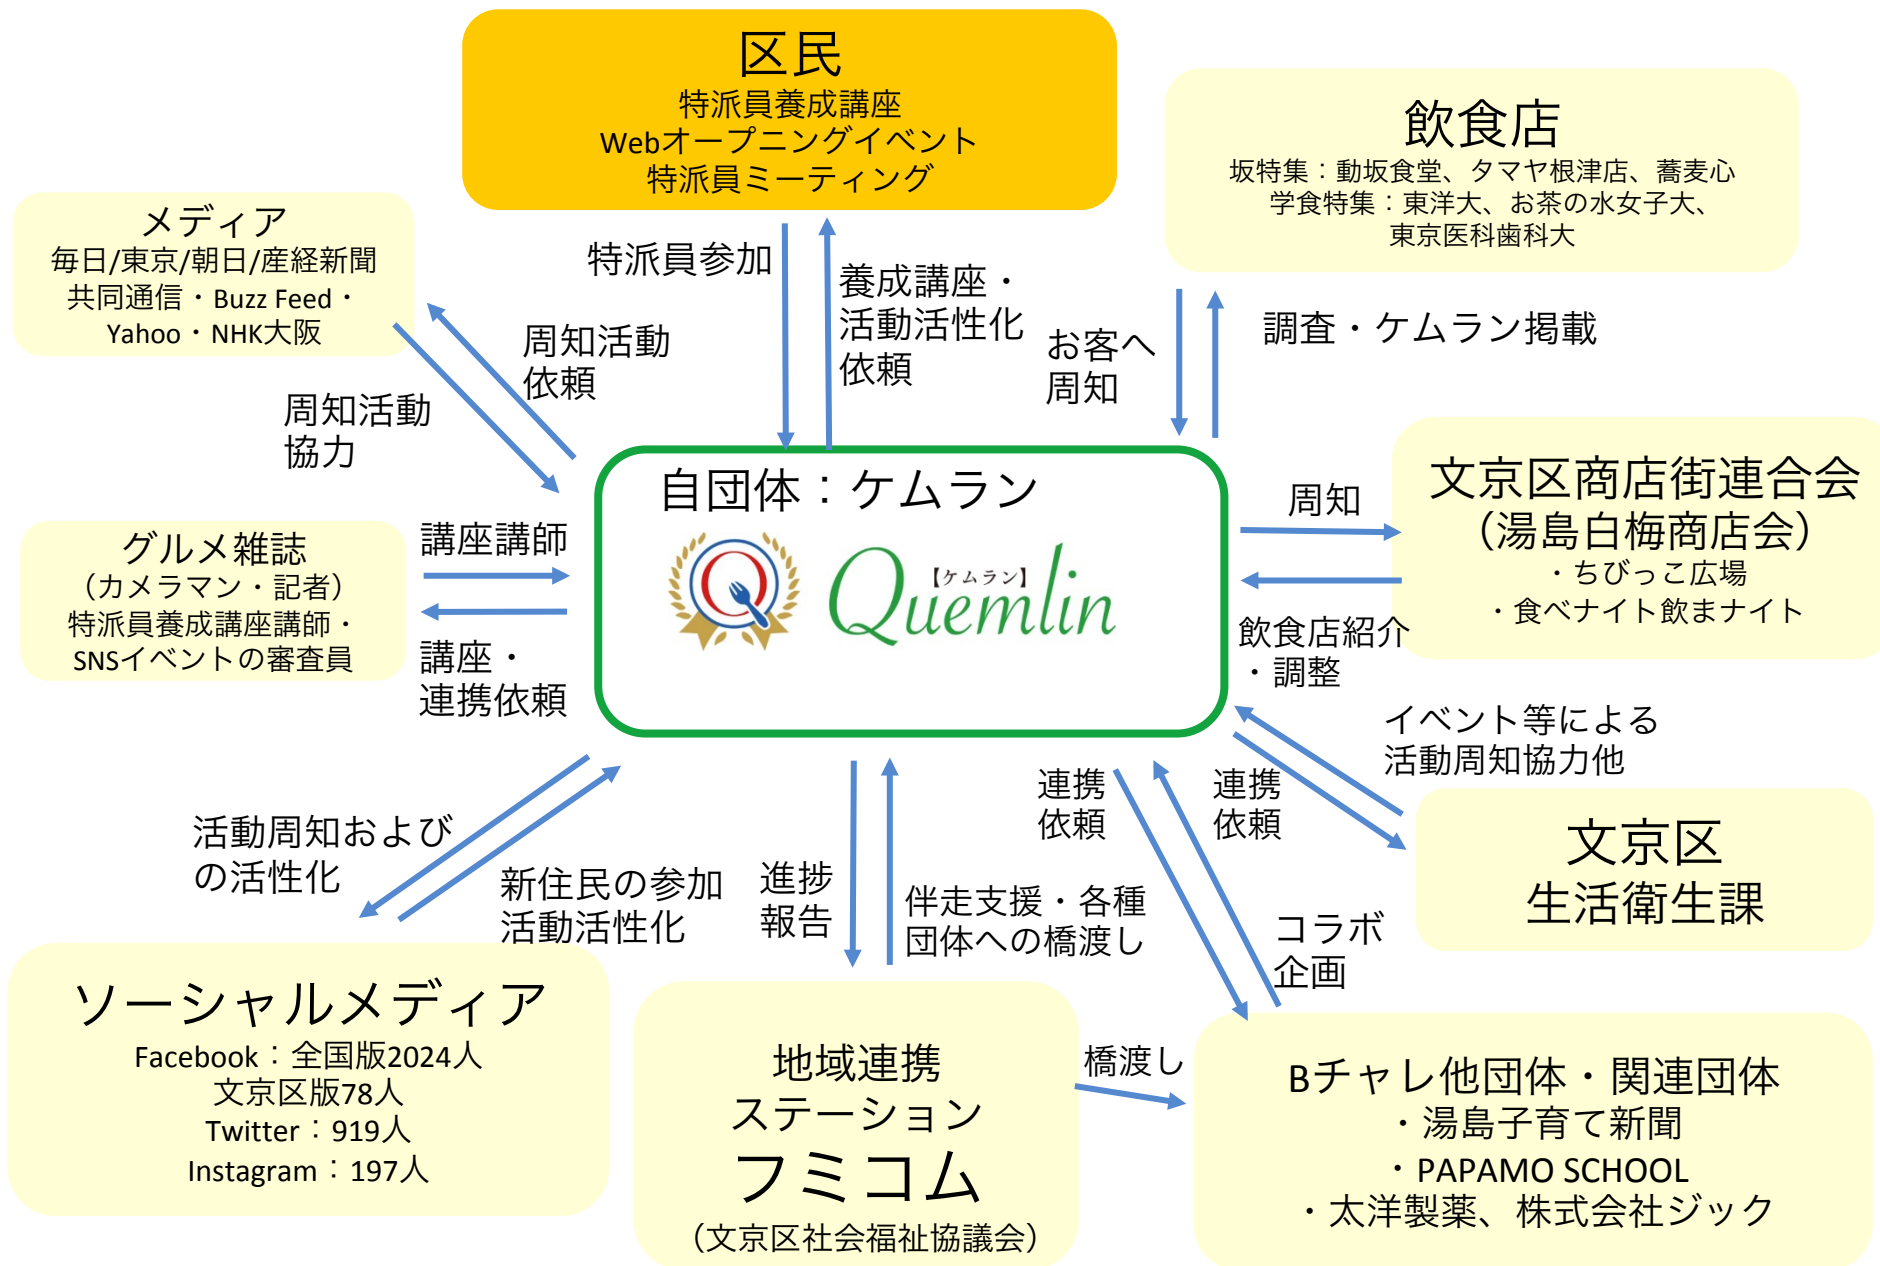 区民
特派員養成講座
Webオープニングイベント
特派員ミーティング
飲食店
坂特集：動坂食堂、タマヤ根津店、蕎麦心
学食特集：東洋大、お茶の水女子大、
東京医科歯科大
メディア
毎日/東京/朝日/産経新聞
共同通信・Buzz Feed・
Yahoo・NHK大阪
特派員参加
養成講座・
活動活性化
依頼
周知活動
依頼
周知活動
協力
お客へ
周知
調査・ケムラン掲載
自団体：ケムラン
【ケムラン】
Quemlin
文京区商店街連合会
（湯島白梅商店会）
・ちびっこ広場
・食べナイト飲まナイト
周知
飲食店紹介
・調整
グルメ雑誌
（カメラマン・記者）
特派員養成講座講師・
SNSイベントの審査員
講座講師
講座・
連携依頼
イベント等による
活動周知協力他
連携
依頼
連携
依頼
文京区
生活衛生課
活動周知および
の活性化
新住民の参加
活動活性化
進捗
報告
伴走支援・各種
団体への橋渡し
コラボ
企画
ソーシャルメディア
Facebook：全国版2024人
文京区版78人
Twitter：919人
Instagram：197人
地域連携
ステーション
フミコム
（文京区社会福祉協議会）
橋渡し
Bチャレ他団体・関連団体
・湯島子育て新聞
・PAPAMO SCHOOL
・太洋製薬、株式会社ジック